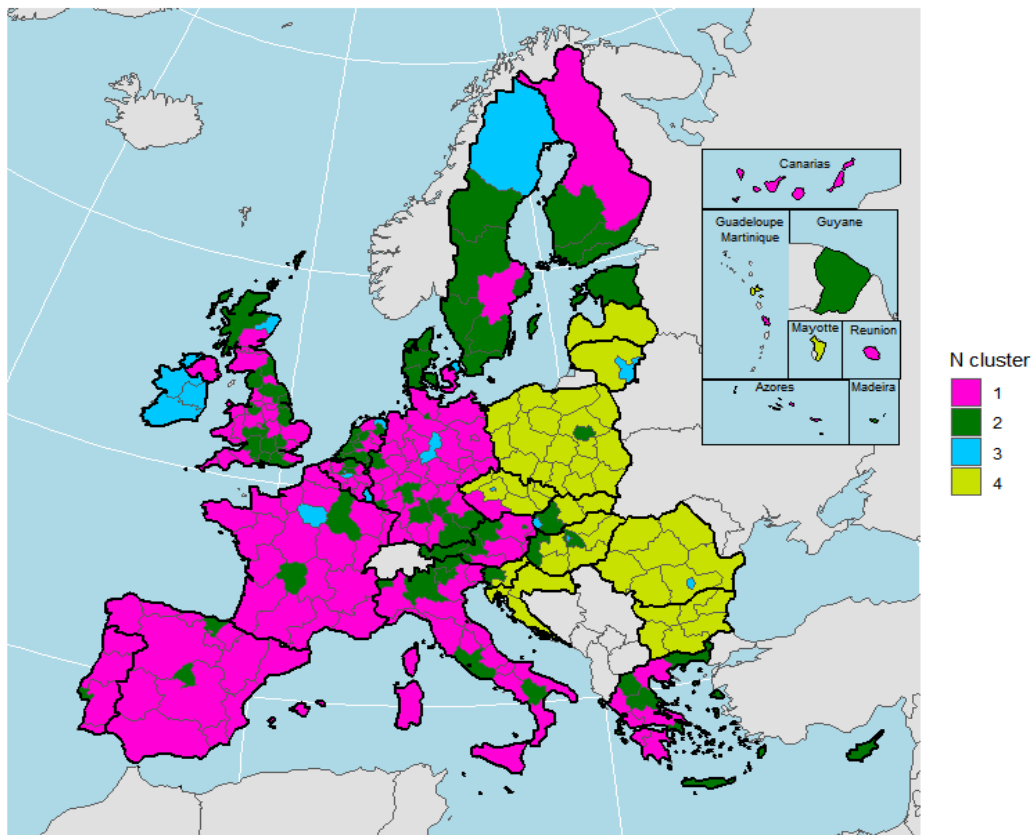 Canarias
Guadeloupe
Martinique
Guyane
Mayotte
Reunion
Azores
Madeira
N cluster
1
2
3
4